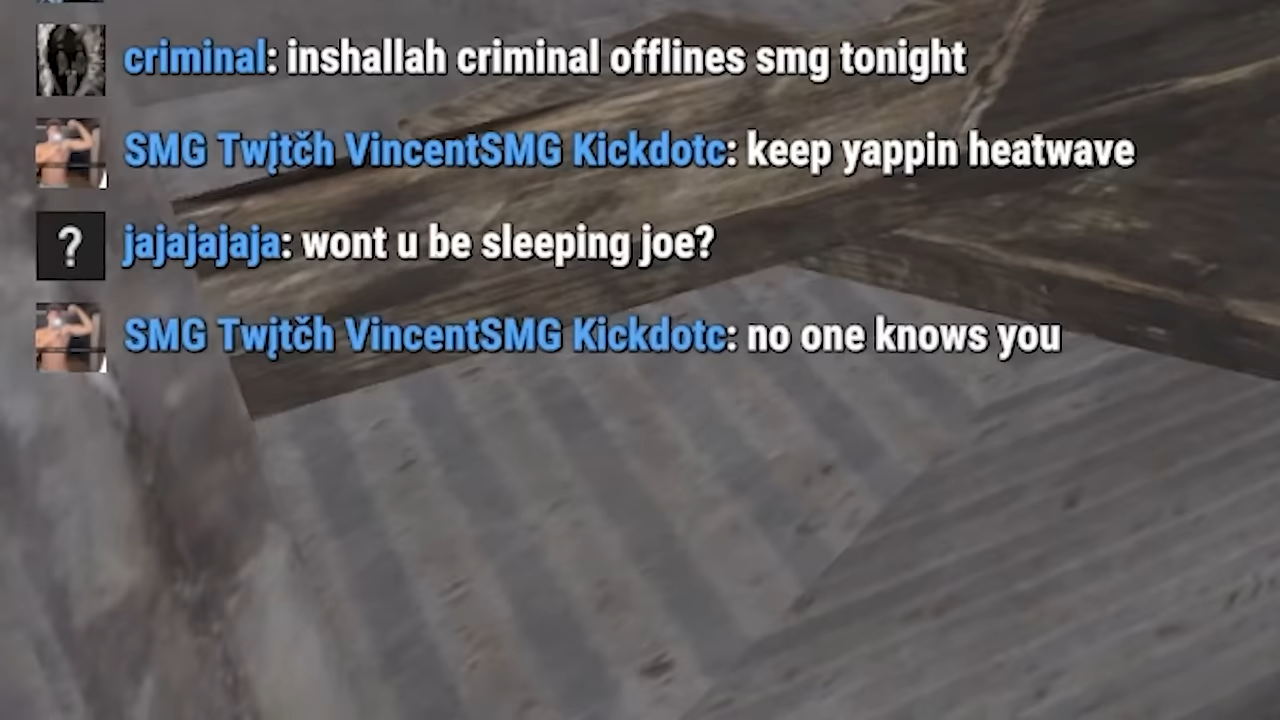 criminal: inshallah criminal offlines smg tonight
SMG Twįtčh VincentSMG Kickdotc: keep yappin heatwave
?
jajajajaja: wont u be sleeping joe?
SMG Twįtčh VincentSMG Kickdotc: no one knows you